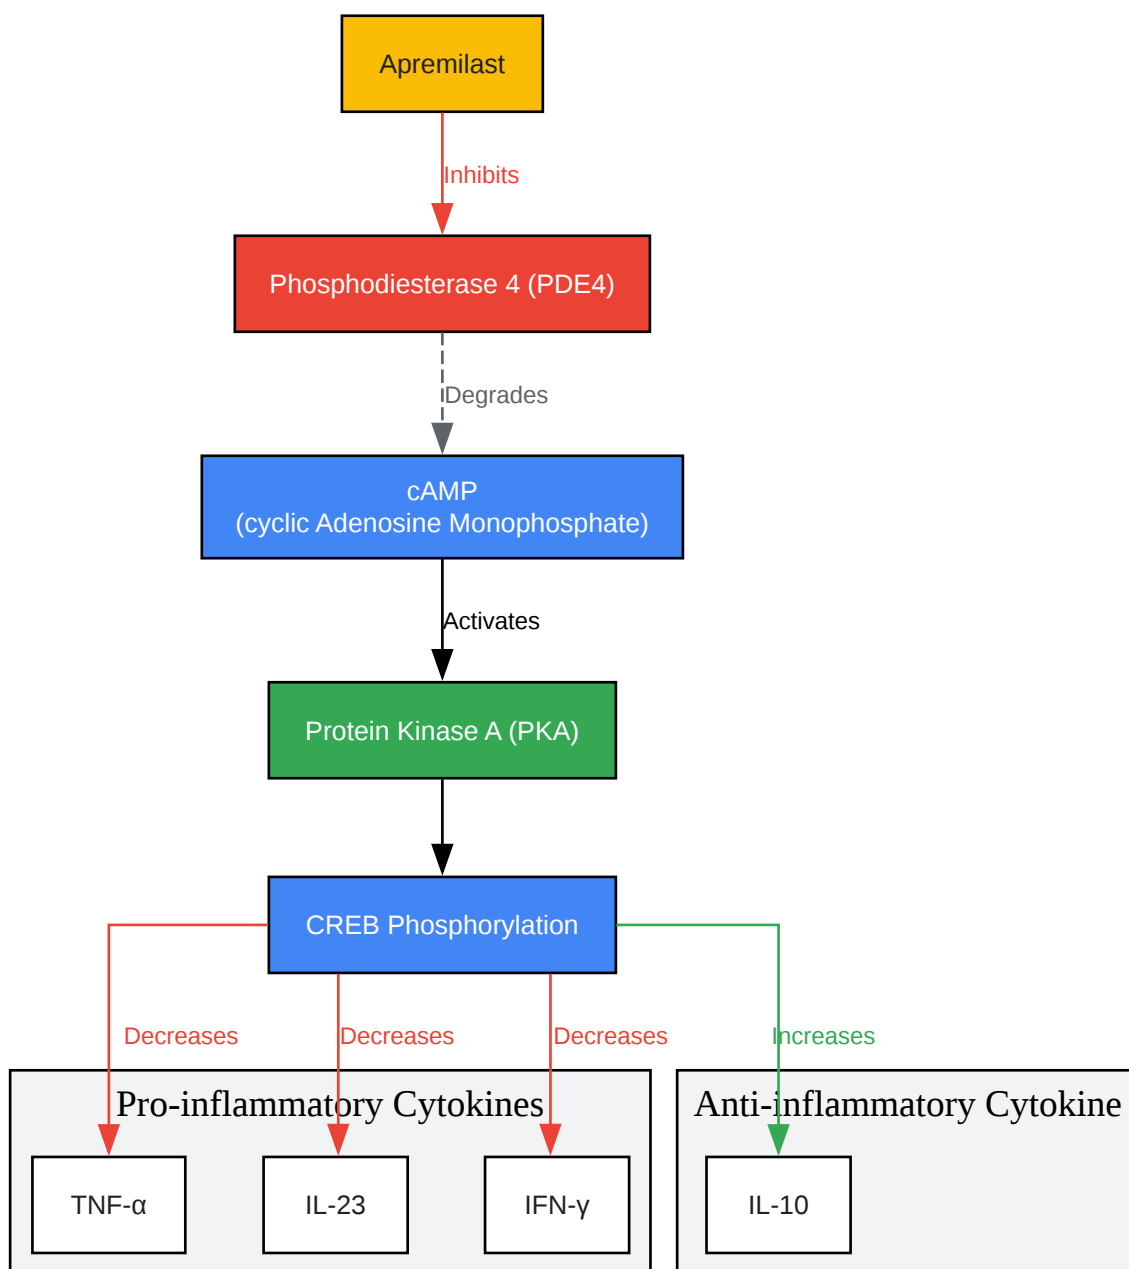 Apremilast
Inhibits
Phosphodiesterase 4 (PDE4)
Degrades
cAMP
(cyclic Adenosine Monophosphate)
Activates
Protein Kinase A (PKA)
CREB Phosphorylation
Decreases
Decreases
Decreases
Increases
Pro-inflammatory Cytokines
Anti-inflammatory Cytokine
TNF-α
IL-23
IFN-γ
IL-10